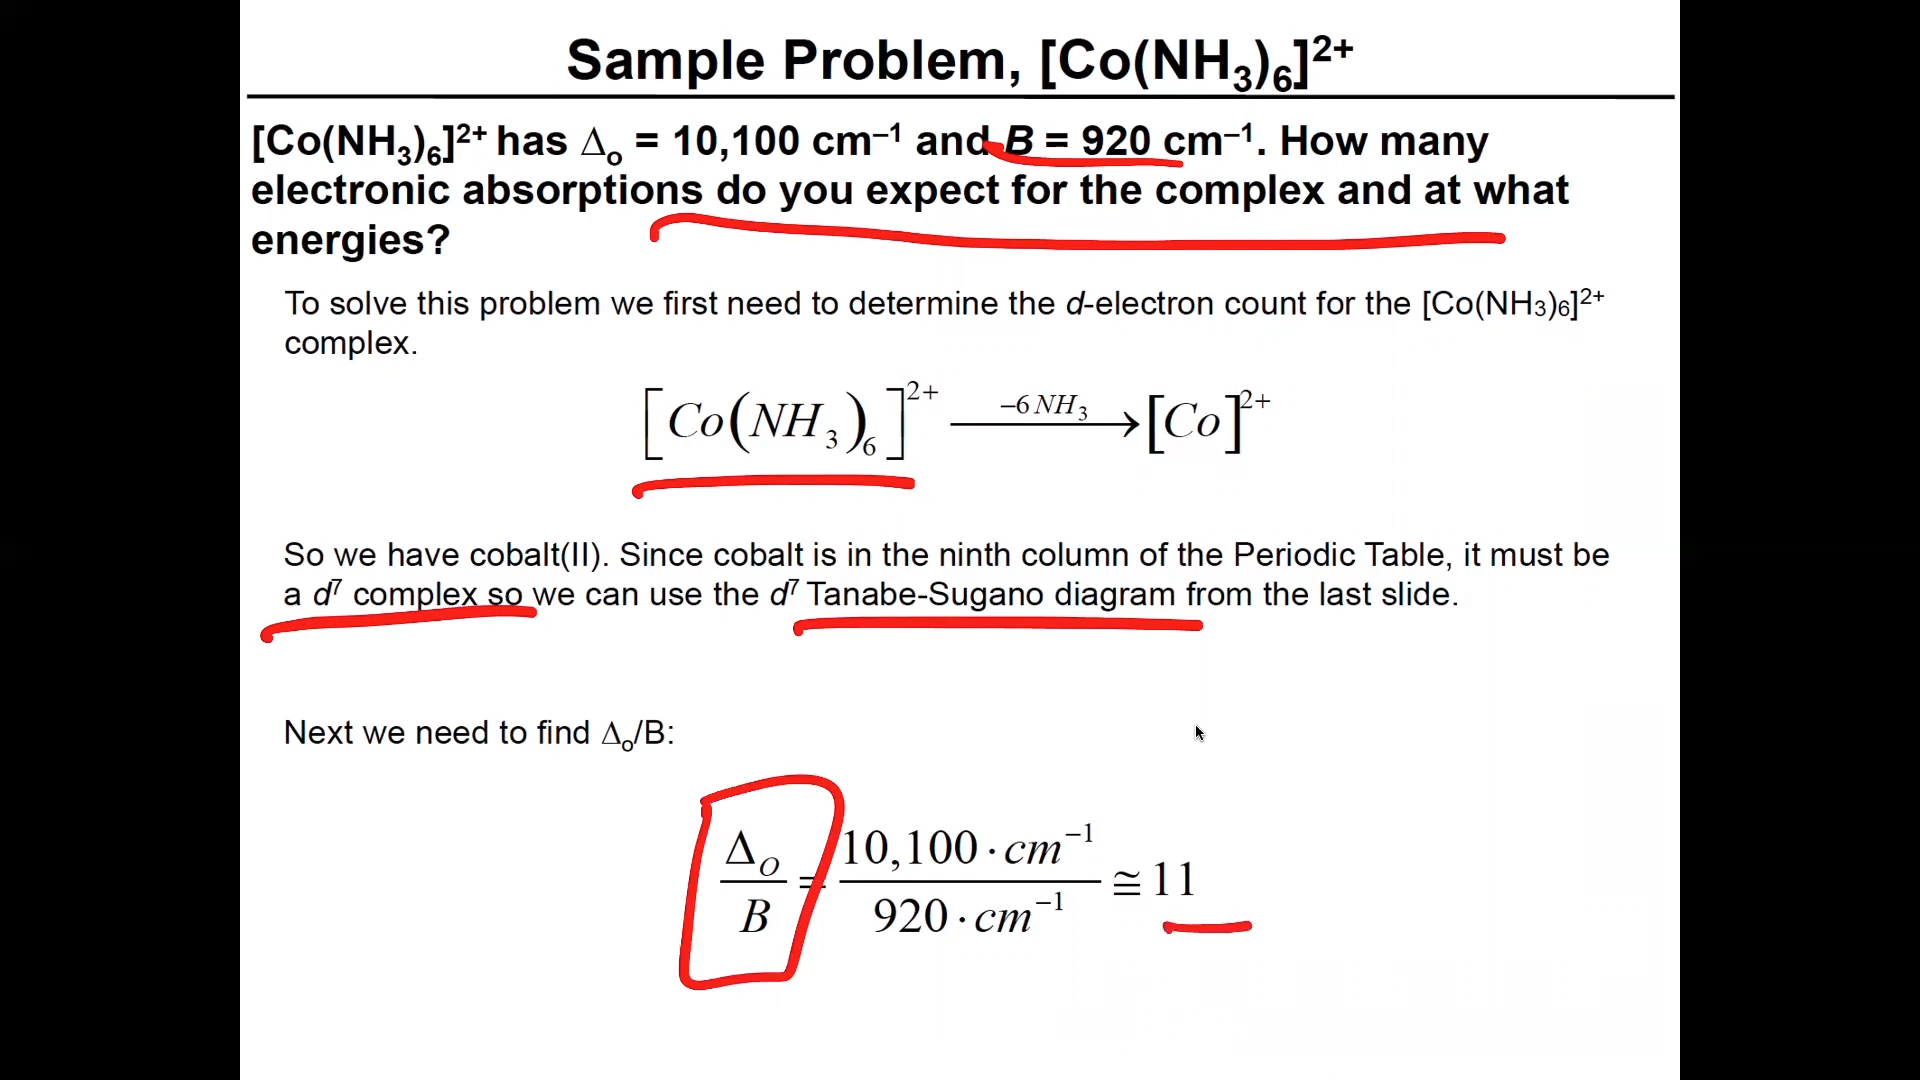 Sample Problem, [Co(NH₃)₆]²⁺
[Co(NH₃)₆]²⁺ has Δₒ = 10,100 cm⁻¹ and B = 920 cm⁻¹. How many
electronic absorptions do you expect for the complex and at what
energies?
To solve this problem we first need to determine the d-electron count for the [Co(NH₃)₆]²⁺
complex.
[Co(NH₃)₆]²⁺ —−6NH₃→ [Co]²⁺
So we have cobalt(II). Since cobalt is in the ninth column of the Periodic Table, it must be
a d⁷ complex so we can use the d⁷ Tanabe-Sugano diagram from the last slide.
Next we need to find Δₒ/B:
Δ_O/B = 10,100·cm⁻¹/920·cm⁻¹ ≅ 11